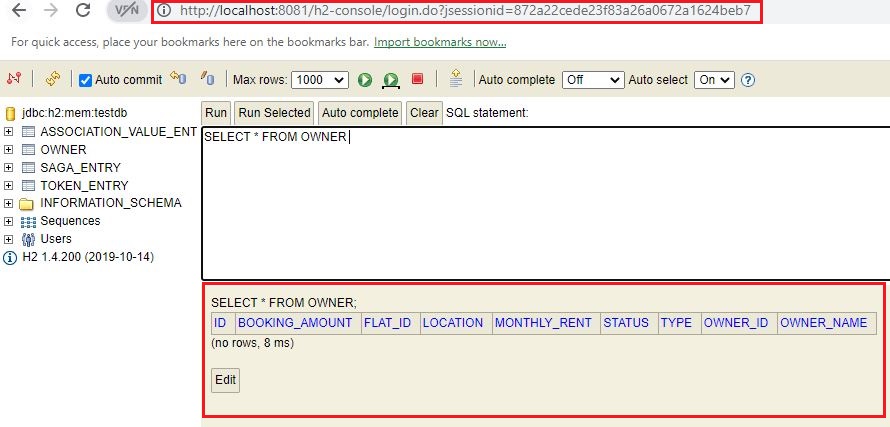 VPN http://localhost:8081/h2-console/login.do?jsessionid=872a22cede23f83a26a0672a1624beb7
For quick access, place your bookmarks here on the bookmarks bar. Import bookmarks now...
Auto commit Max rows: 1000 Auto complete Off Auto select On
jdbc:h2:mem:testdb
ASSOCIATION_VALUE_ENT
OWNER
SAGA_ENTRY
TOKEN_ENTRY
INFORMATION_SCHEMA
Sequences
Users
H2 1.4.200 (2019-10-14)
Run Run Selected Auto complete Clear SQL statement:
SELECT * FROM OWNER
SELECT * FROM OWNER;
ID BOOKING_AMOUNT FLAT_ID LOCATION MONTHLY_RENT STATUS TYPE OWNER_ID OWNER_NAME
(no rows, 8 ms)
Edit